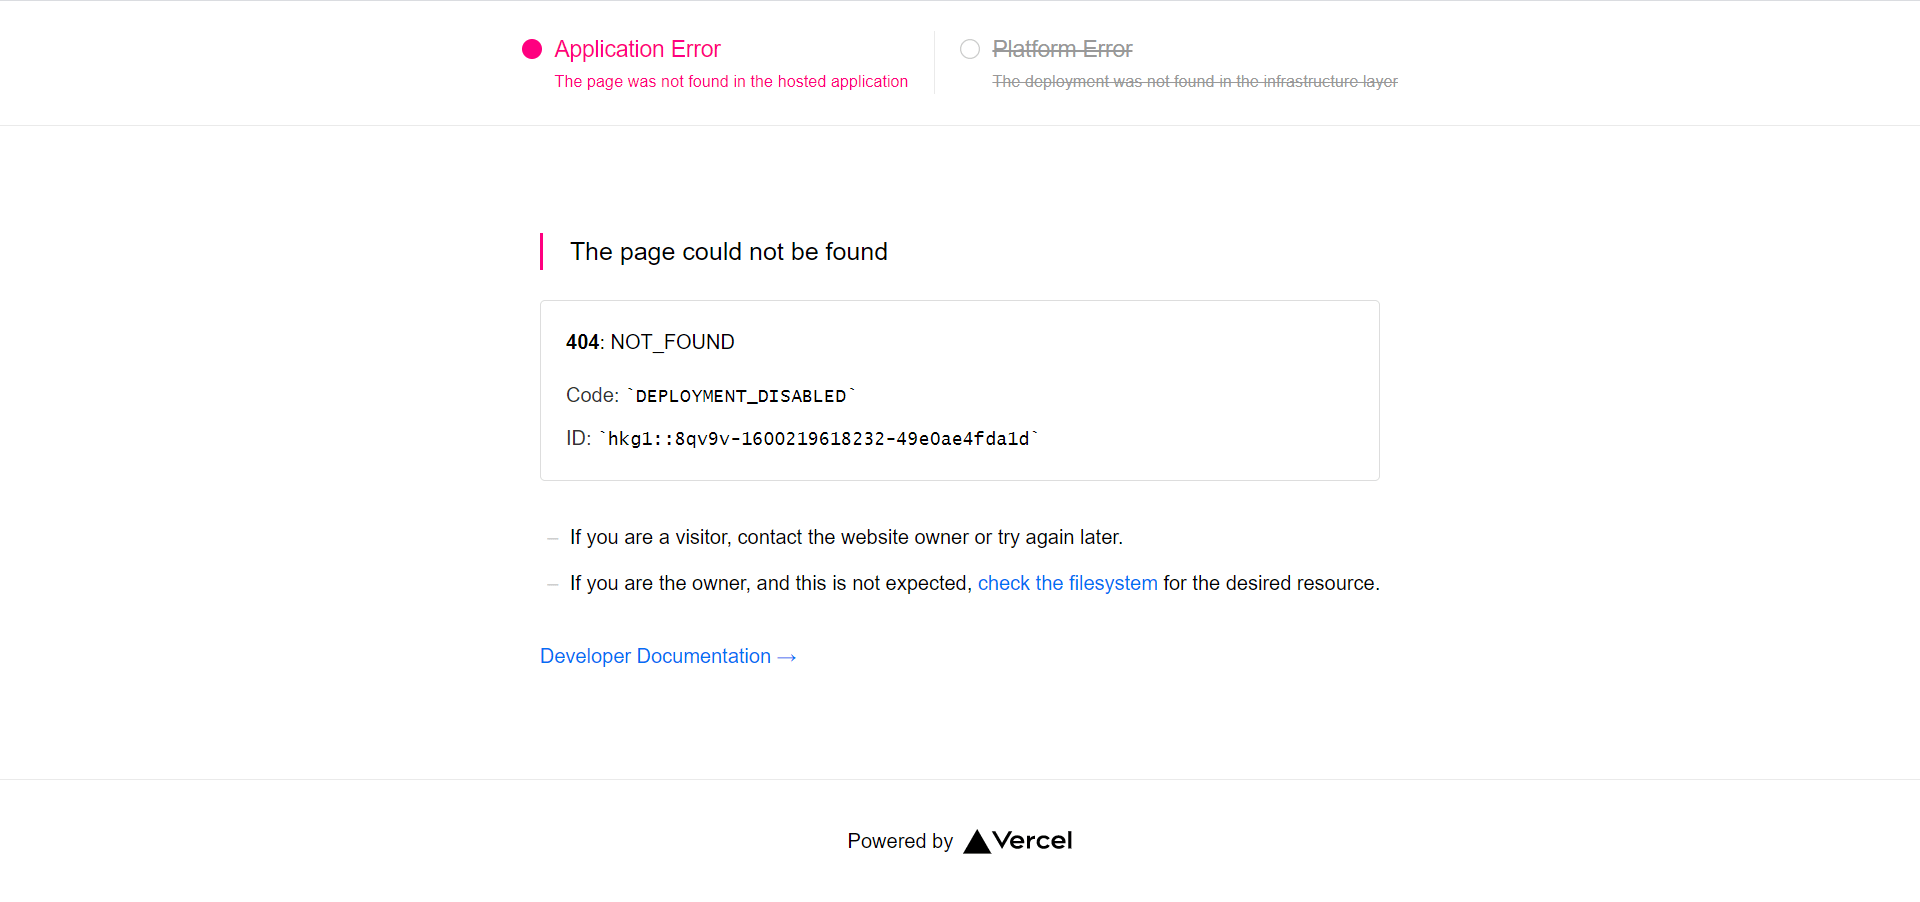 Application Error
The page was not found in the hosted application
Platform Error
The deployment was not found in the infrastructure layer
The page could not be found
404: NOT_FOUND
Code: `DEPLOYMENT_DISABLED`
ID: `hkg1::8qv9v-1600219618232-49e0ae4fda1d`
– If you are a visitor, contact the website owner or try again later.
– If you are the owner, and this is not expected, check the filesystem for the desired resource.
Developer Documentation →
Powered by Vercel